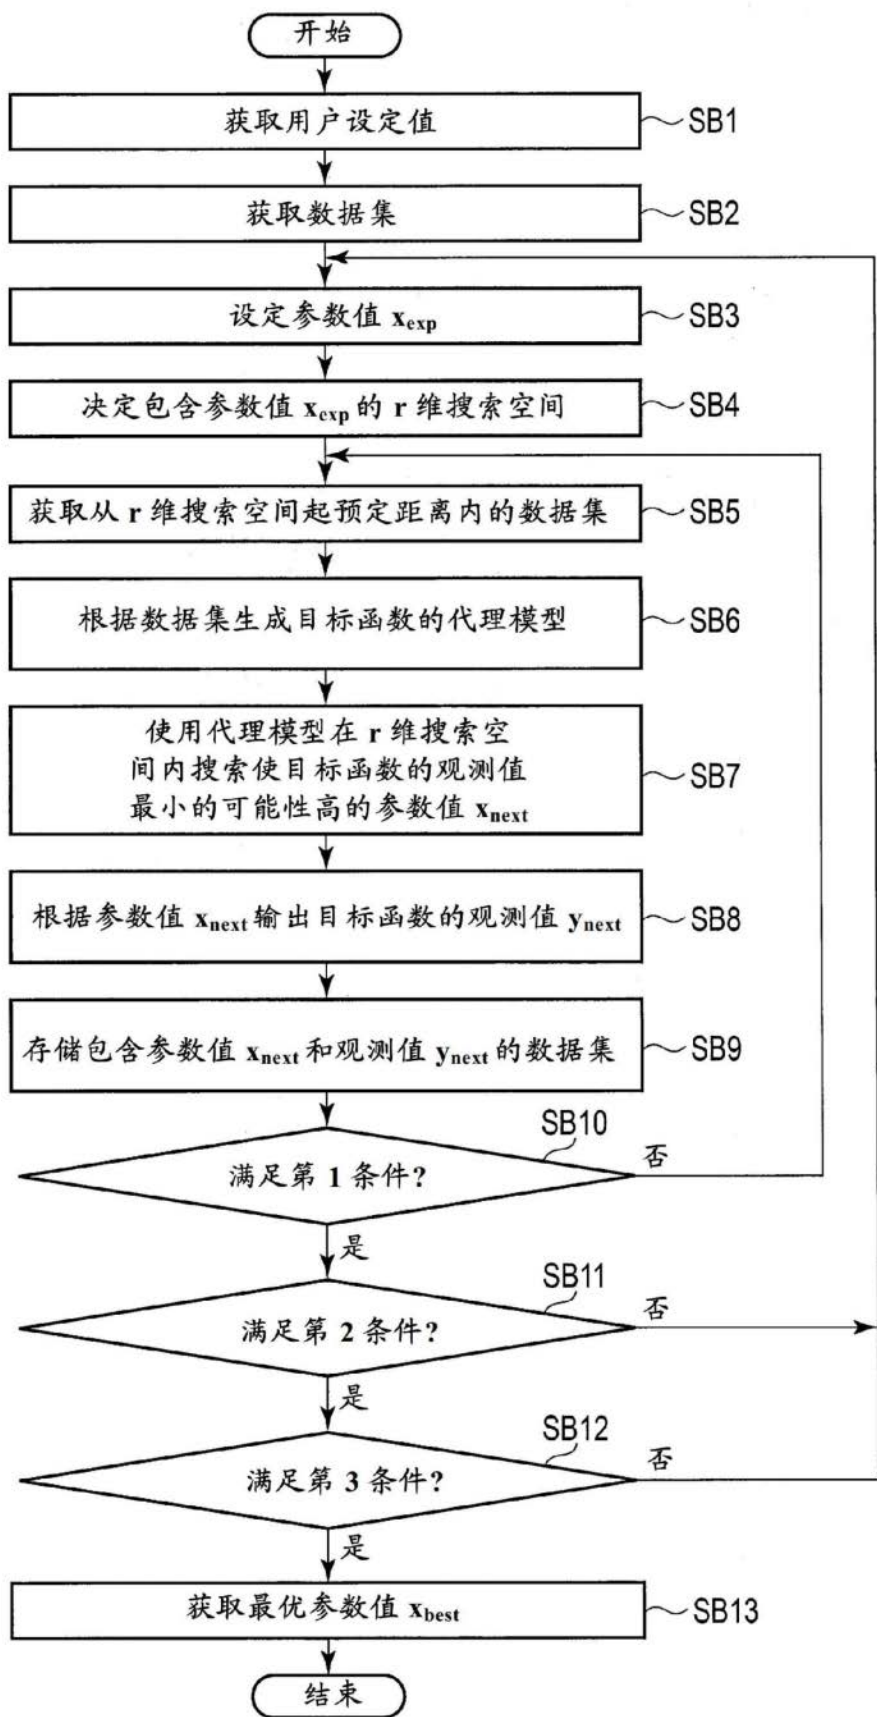 开始
获取用户设定值
SB1
获取数据集
SB2
设定参数值 xexp
SB3
决定包含参数值 xexp 的 r 维搜索空间
SB4
获取从 r 维搜索空间起预定距离内的数据集
SB5
根据数据集生成目标函数的代理模型
SB6
使用代理模型在 r 维搜索空
间内搜索使目标函数的观测值
最小的可能性高的参数值 xnext
SB7
根据参数值 xnext 输出目标函数的观测值 ynext
SB8
存储包含参数值 xnext 和观测值 ynext 的数据集
SB9
SB10
满足第 1 条件?
否
是
SB11
满足第 2 条件?
否
是
SB12
满足第 3 条件?
否
是
获取最优参数值 xbest
SB13
结束